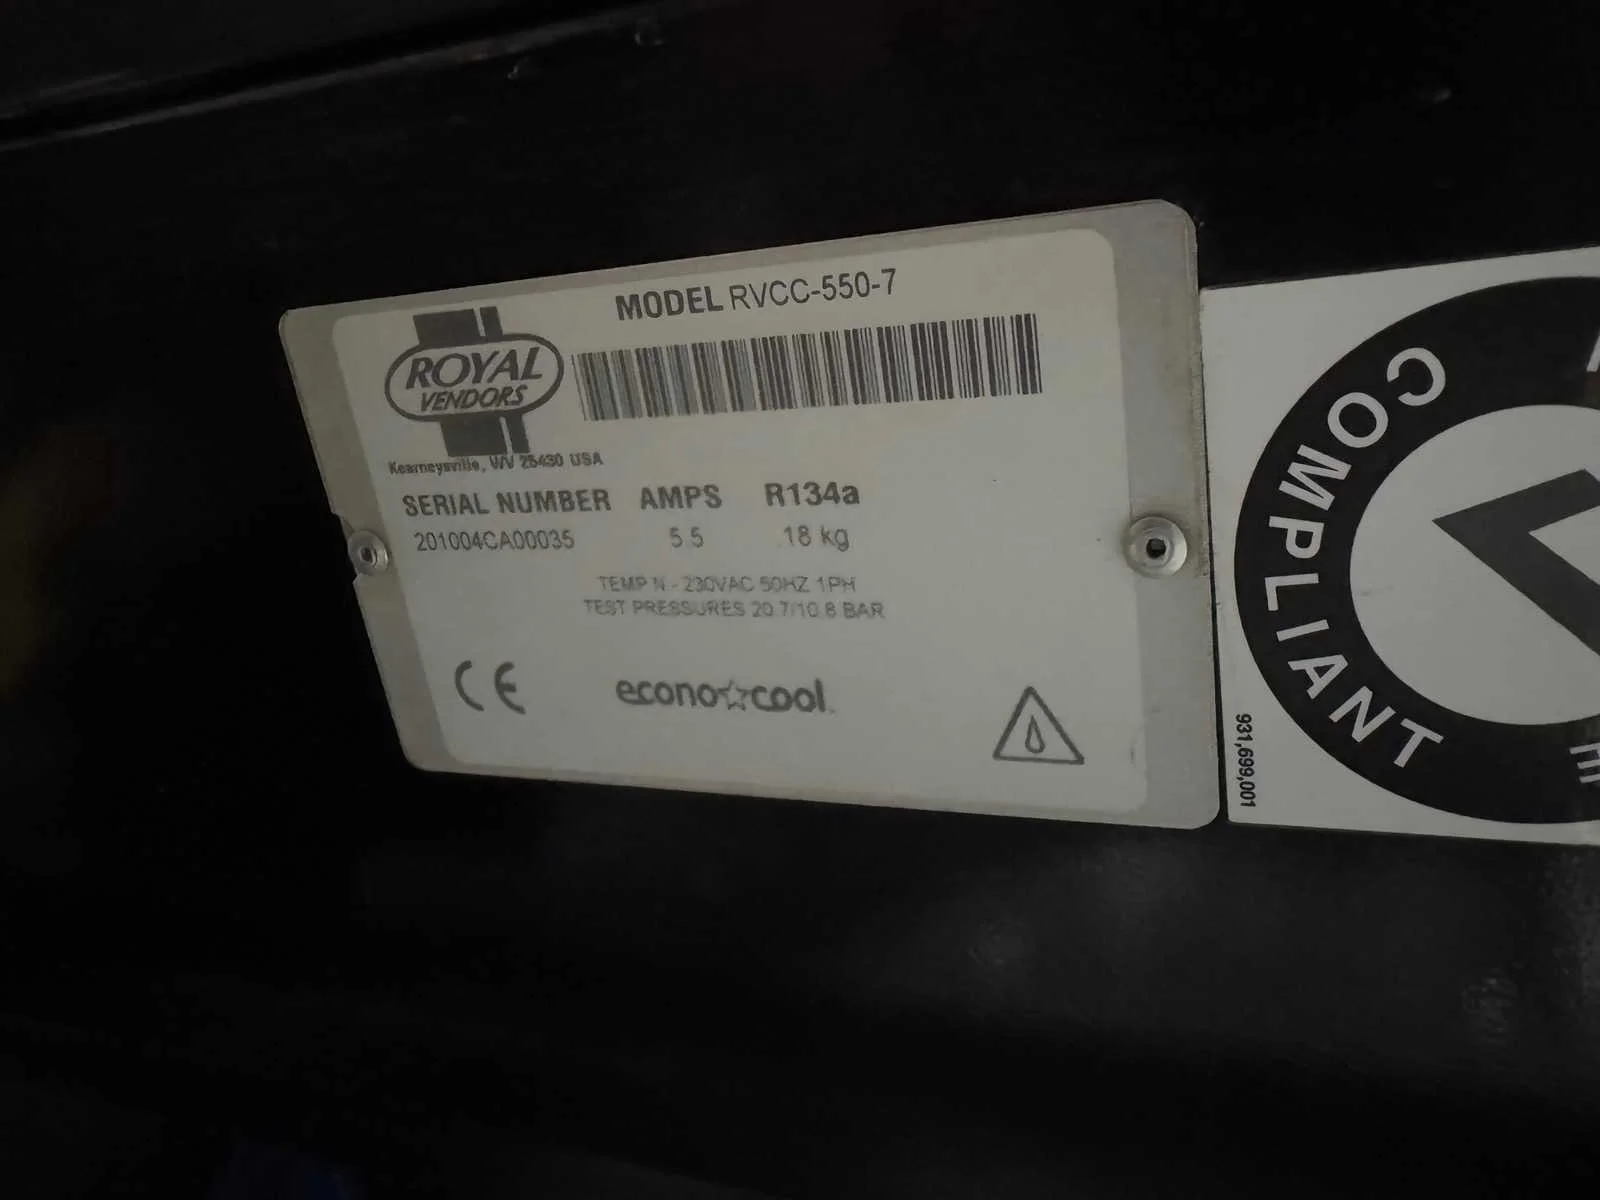 MODEL RVCC-550-7
ROYAL
VENDORS
Kearneysville, WV 25430 USA
SERIAL NUMBER AMPS R134a
201004CA00035 5.5 .18 kg
TEMP N.- 230VAC 50HZ 1PH
TEST PRESSURES 20.7/10.8 BAR
CE econo☆cool
COMPLIANT
931,699,001